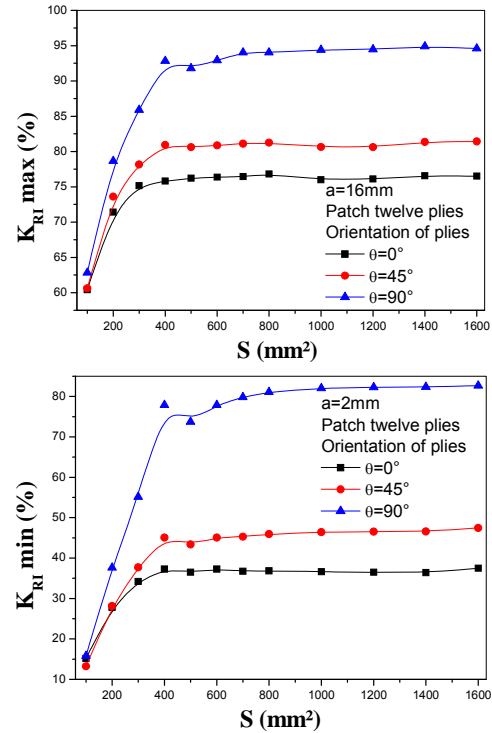 100
95
90
85
80
75
70
65
60
K_RI max (%)
a=16mm
Patch twelve plies
Orientation of plies
θ=0°
θ=45°
θ=90°
200 400 600 800 1000 1200 1400 1600
S (mm²)
80
70
60
50
40
30
20
10
K_RI min (%)
a=2mm
Patch twelve plies
Orientation of plies
θ=0°
θ=45°
θ=90°
200 400 600 800 1000 1200 1400 1600
S (mm²)